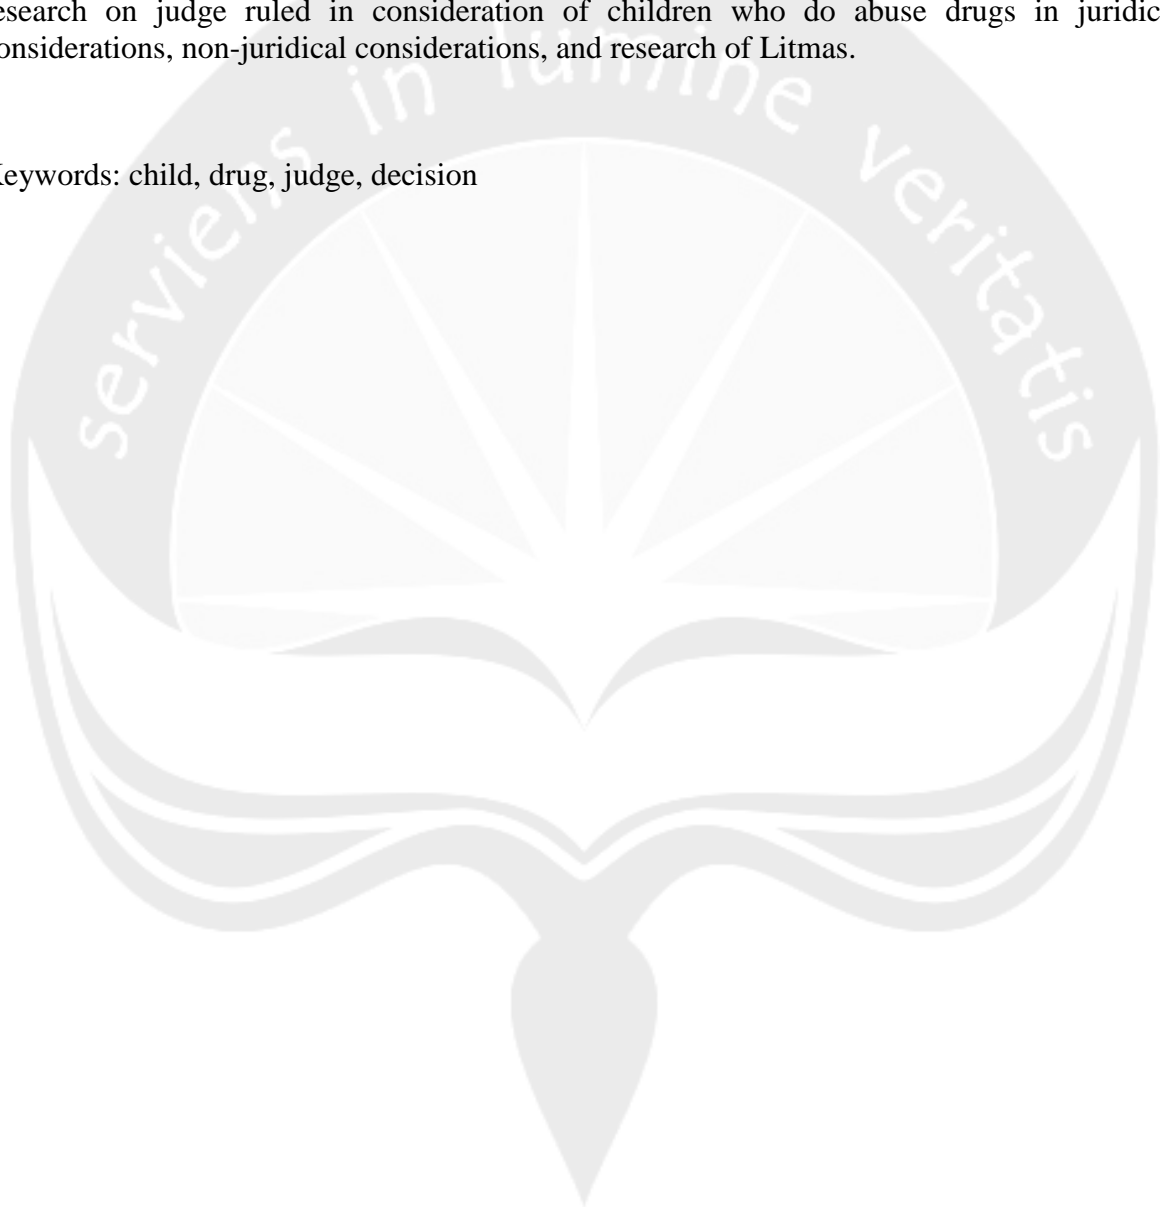 esearch on judge ruled in consideration of children who do abuse drugs in juridic
onsiderations, non-juridical considerations, and research of Litmas.
eywords: child, drug, judge, decision
serviens in lumine veritatis